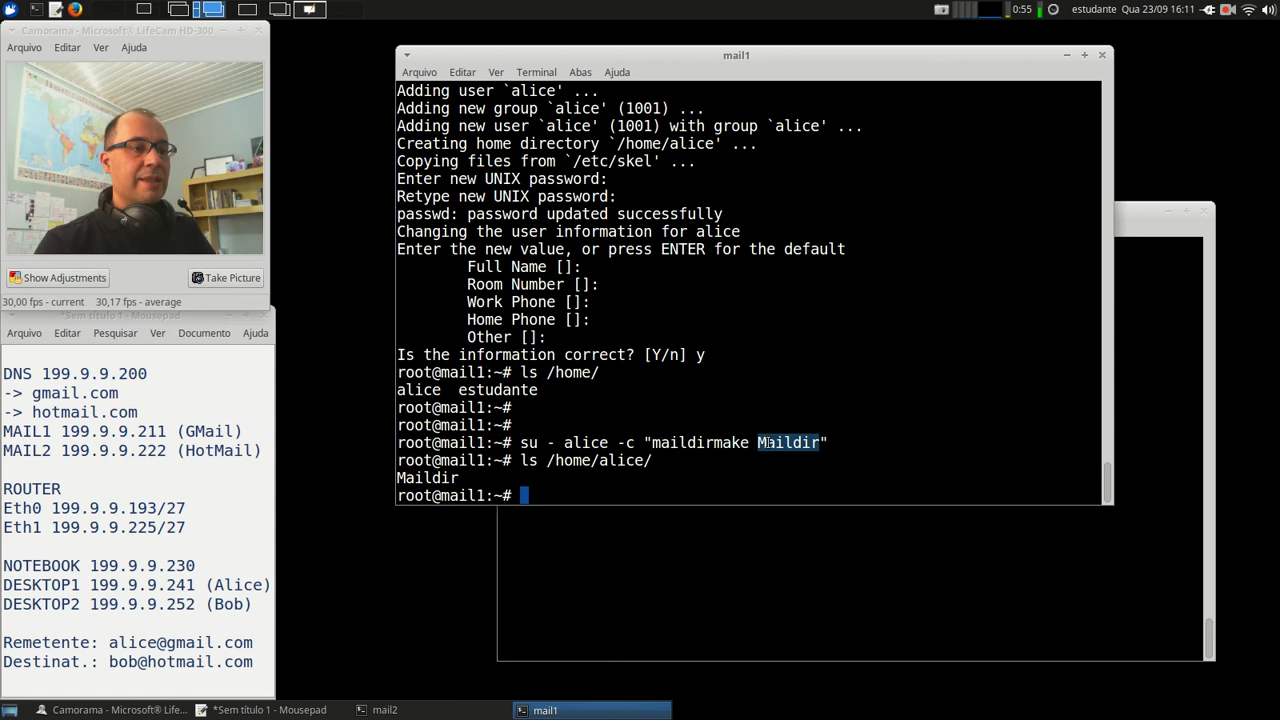 0:55 estudante Qua 23/09 16:11
Camorama - Microsoft® LifeCam HD-300
Arquivo Editar Ver Ajuda
Show Adjustments Take Picture
30,00 fps - current 30,17 fps - average
*Sem título 1 - Mousepad
Arquivo Editar Pesquisar Ver Documento Ajuda
DNS 199.9.9.200
-> gmail.com
-> hotmail.com
MAIL1 199.9.9.211 (GMail)
MAIL2 199.9.9.222 (HotMail)
ROUTER
Eth0 199.9.9.193/27
Eth1 199.9.9.225/27
NOTEBOOK 199.9.9.230
DESKTOP1 199.9.9.241 (Alice)
DESKTOP2 199.9.9.252 (Bob)
Remetente: alice@gmail.com
Destinat.: bob@hotmail.com
mail1
Arquivo Editar Ver Terminal Abas Ajuda
Adding user `alice' ...
Adding new group `alice' (1001) ...
Adding new user `alice' (1001) with group `alice' ...
Creating home directory `/home/alice' ...
Copying files from `/etc/skel' ...
Enter new UNIX password:
Retype new UNIX password:
passwd: password updated successfully
Changing the user information for alice
Enter the new value, or press ENTER for the default
Full Name []:
Room Number []:
Work Phone []:
Home Phone []:
Other []:
Is the information correct? [Y/n] y
root@mail1:~# ls /home/
alice estudante
root@mail1:~#
root@mail1:~#
root@mail1:~# su - alice -c "maildirmake Maildir"
root@mail1:~# ls /home/alice/
Maildir
root@mail1:~#
Camorama - Microsoft® LifeC... *Sem título 1 - Mousepad mail2 mail1